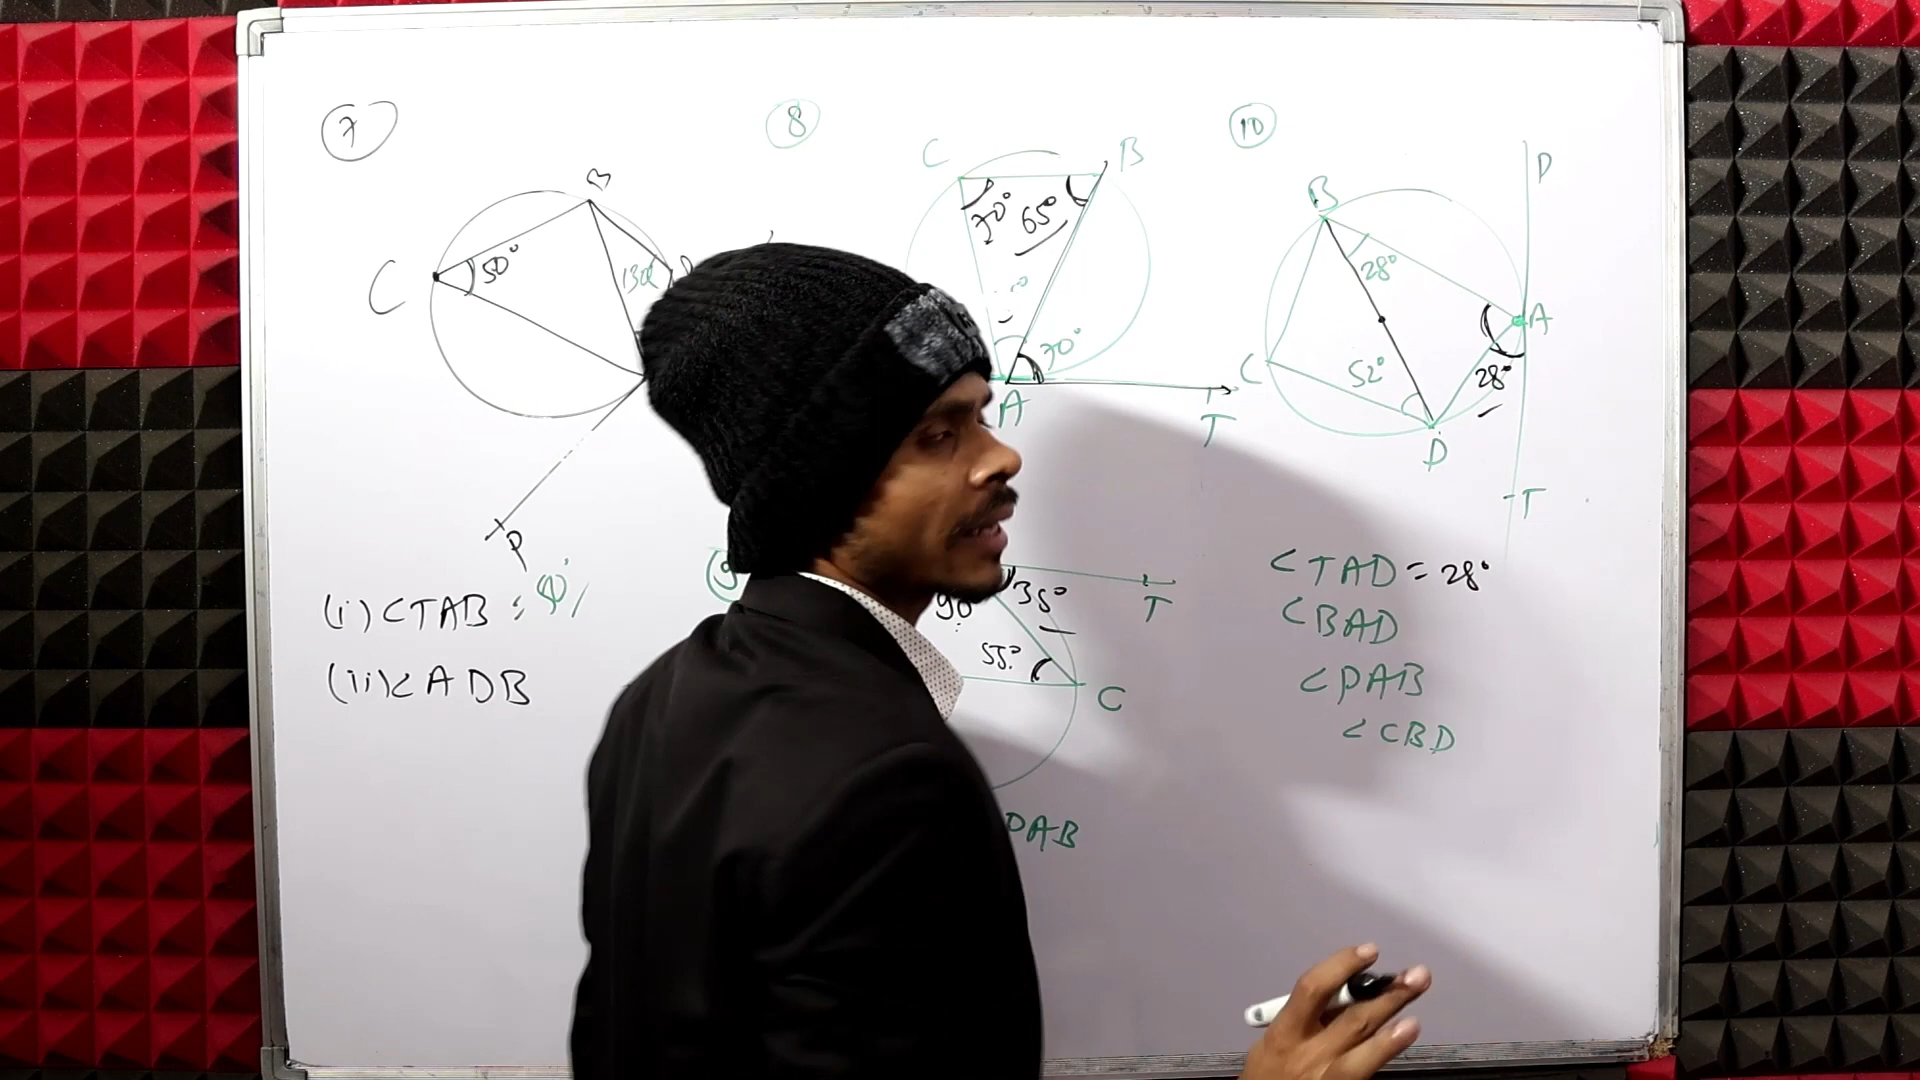 7
B
C
50°
130
P
(i) <TAB =
(ii) < ADB
8
C B
70° 65°
70°
A
T
9
T
90 35°
55°
C
DAB
10
P
B
28°
A
C 52°
28°
D
T
<TAD = 28°
<BAD
<PAB
<CBD